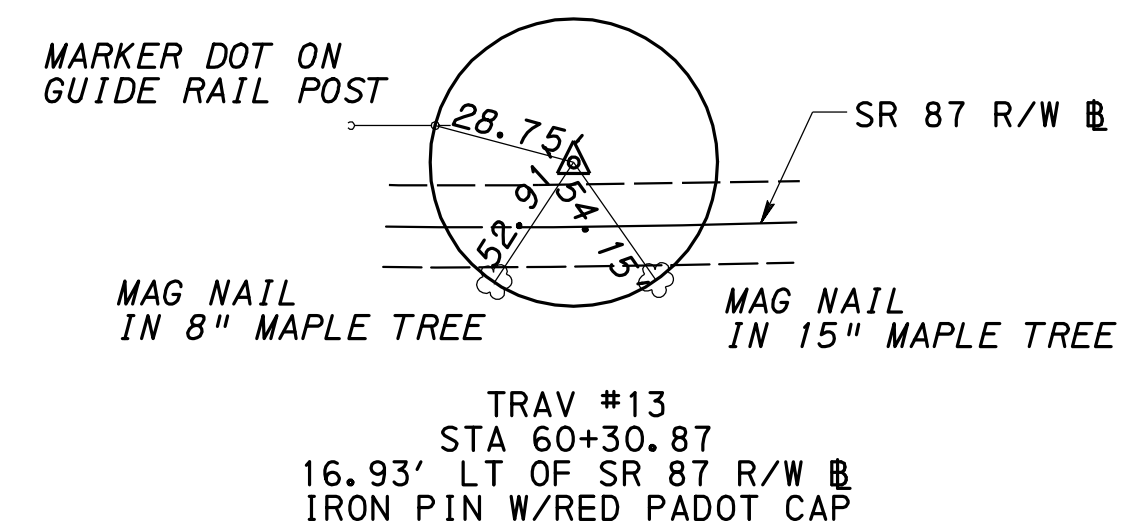 MARKER DOT ON
GUIDE RAIL POST
SR 87 R/W BL
28.75'
52.91'
54.15'
MAG NAIL
IN 8" MAPLE TREE
MAG NAIL
IN 15" MAPLE TREE
TRAV #13
STA 60+30.87
16.93' LT OF SR 87 R/W BL
IRON PIN W/RED PADOT CAP